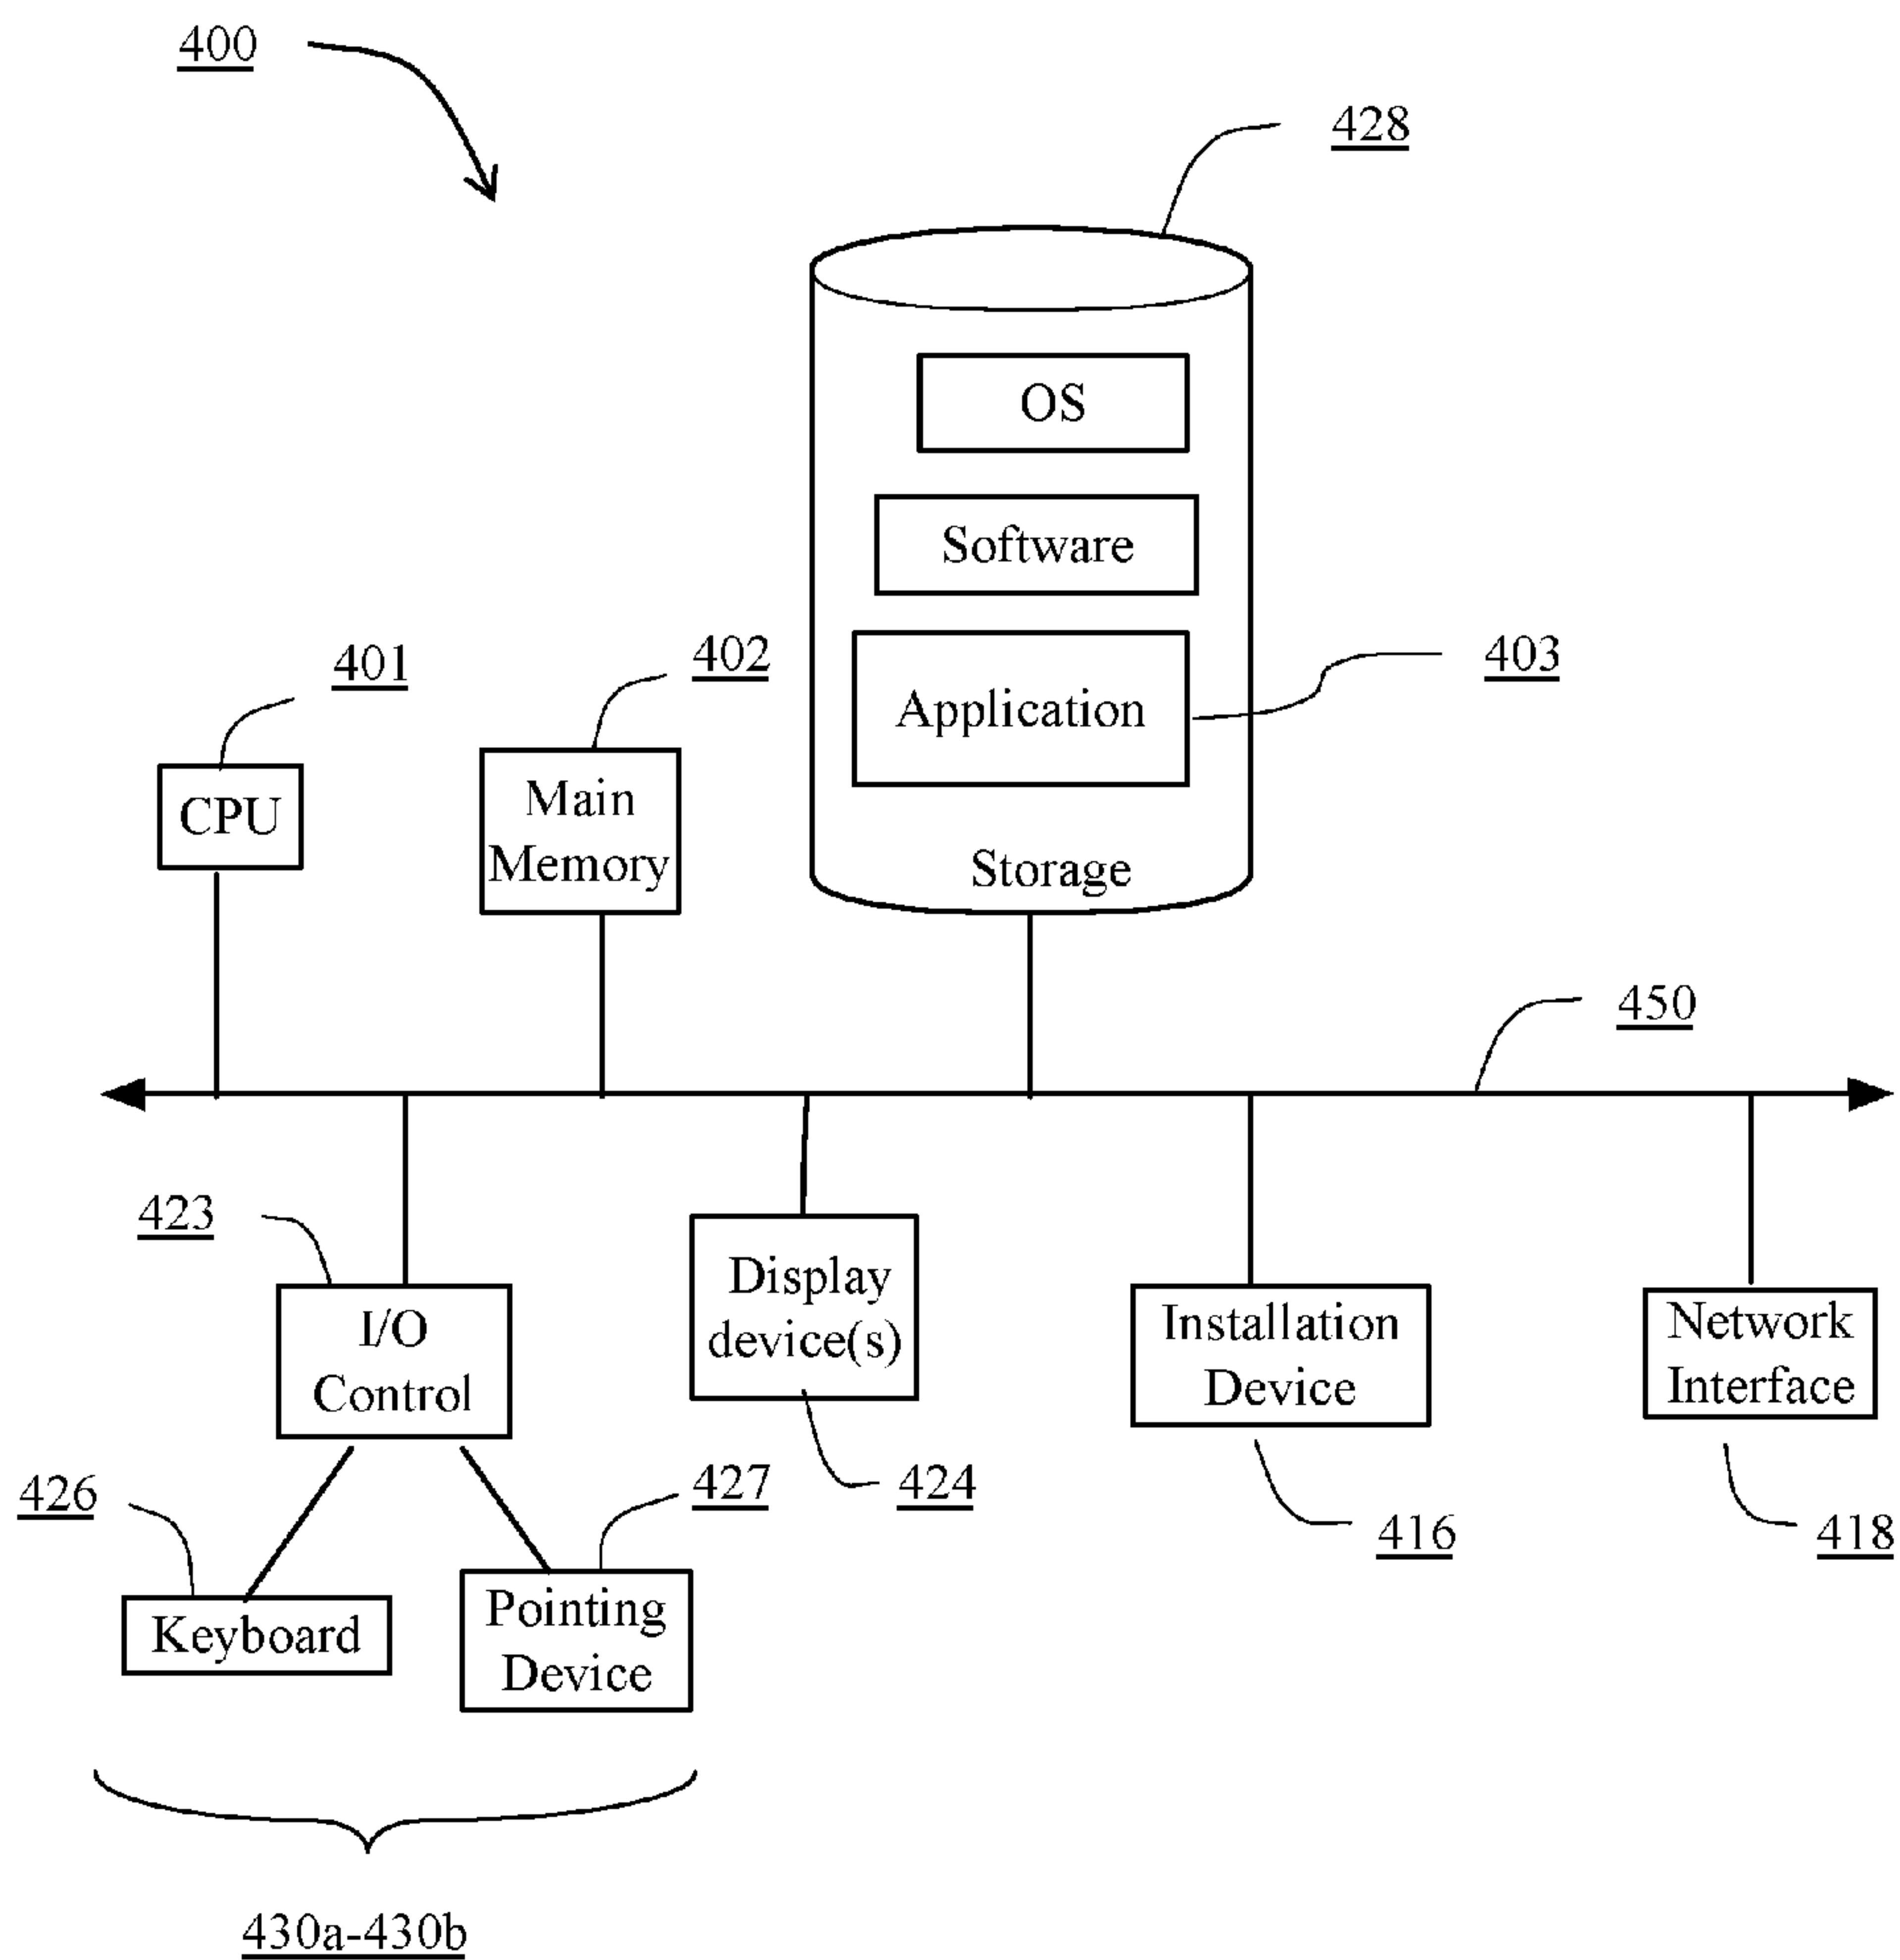 400
428
OS
Software
401
402
403
Application
CPU
Main
Memory
Storage
450
423
Display
device(s)
I/O
Control
Installation
Device
Network
Interface
426
427
424
416
418
Keyboard
Pointing
Device
430a-430b